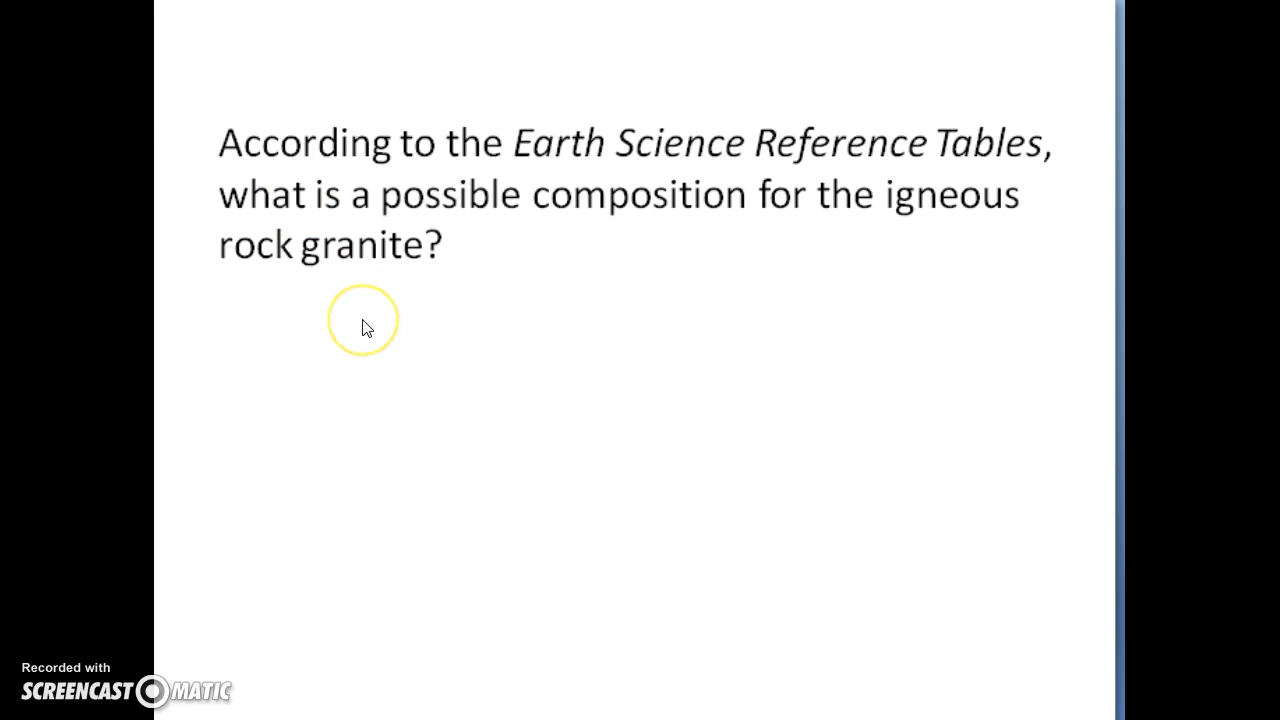 According to the Earth Science Reference Tables,
what is a possible composition for the igneous
rock granite?
Recorded with
SCREENCAST MATIC